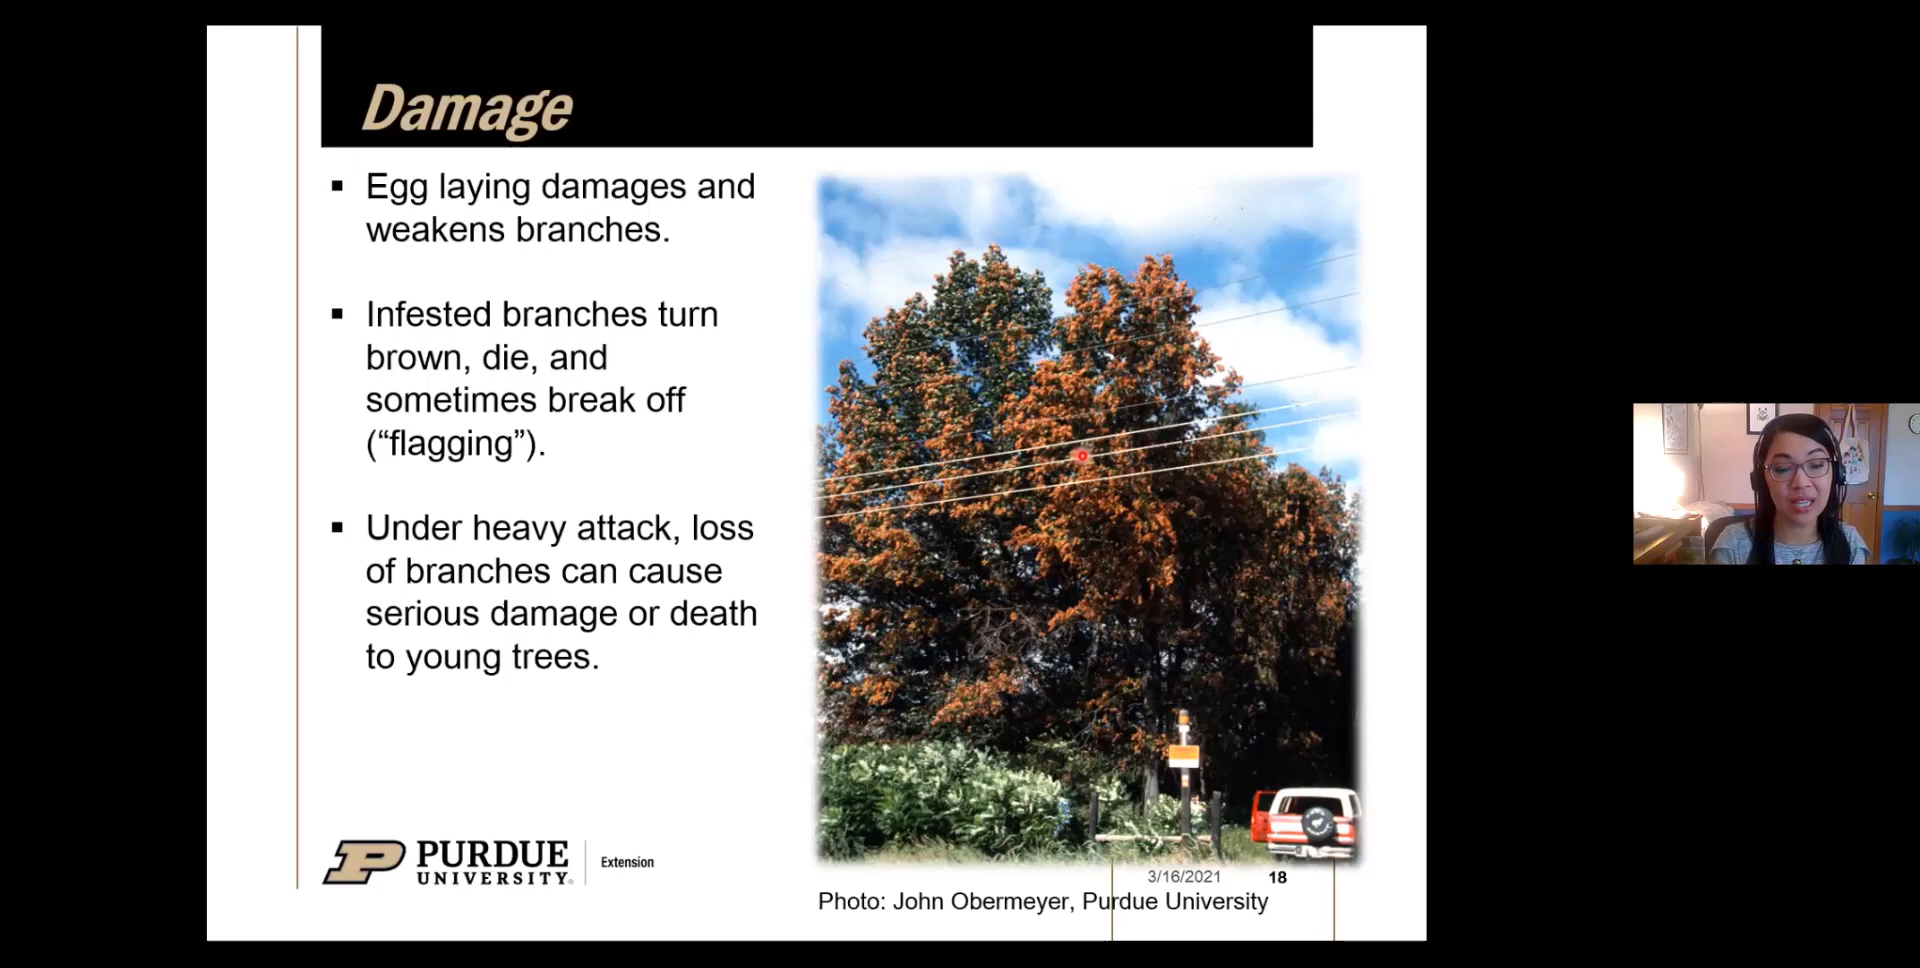 Damage
▪ Egg laying damages and
weakens branches.
▪ Infested branches turn
brown, die, and
sometimes break off
(“flagging”).
▪ Under heavy attack, loss
of branches can cause
serious damage or death
to young trees.
PURDUE
UNIVERSITY.
Extension
3/16/2021
18
Photo: John Obermeyer, Purdue University